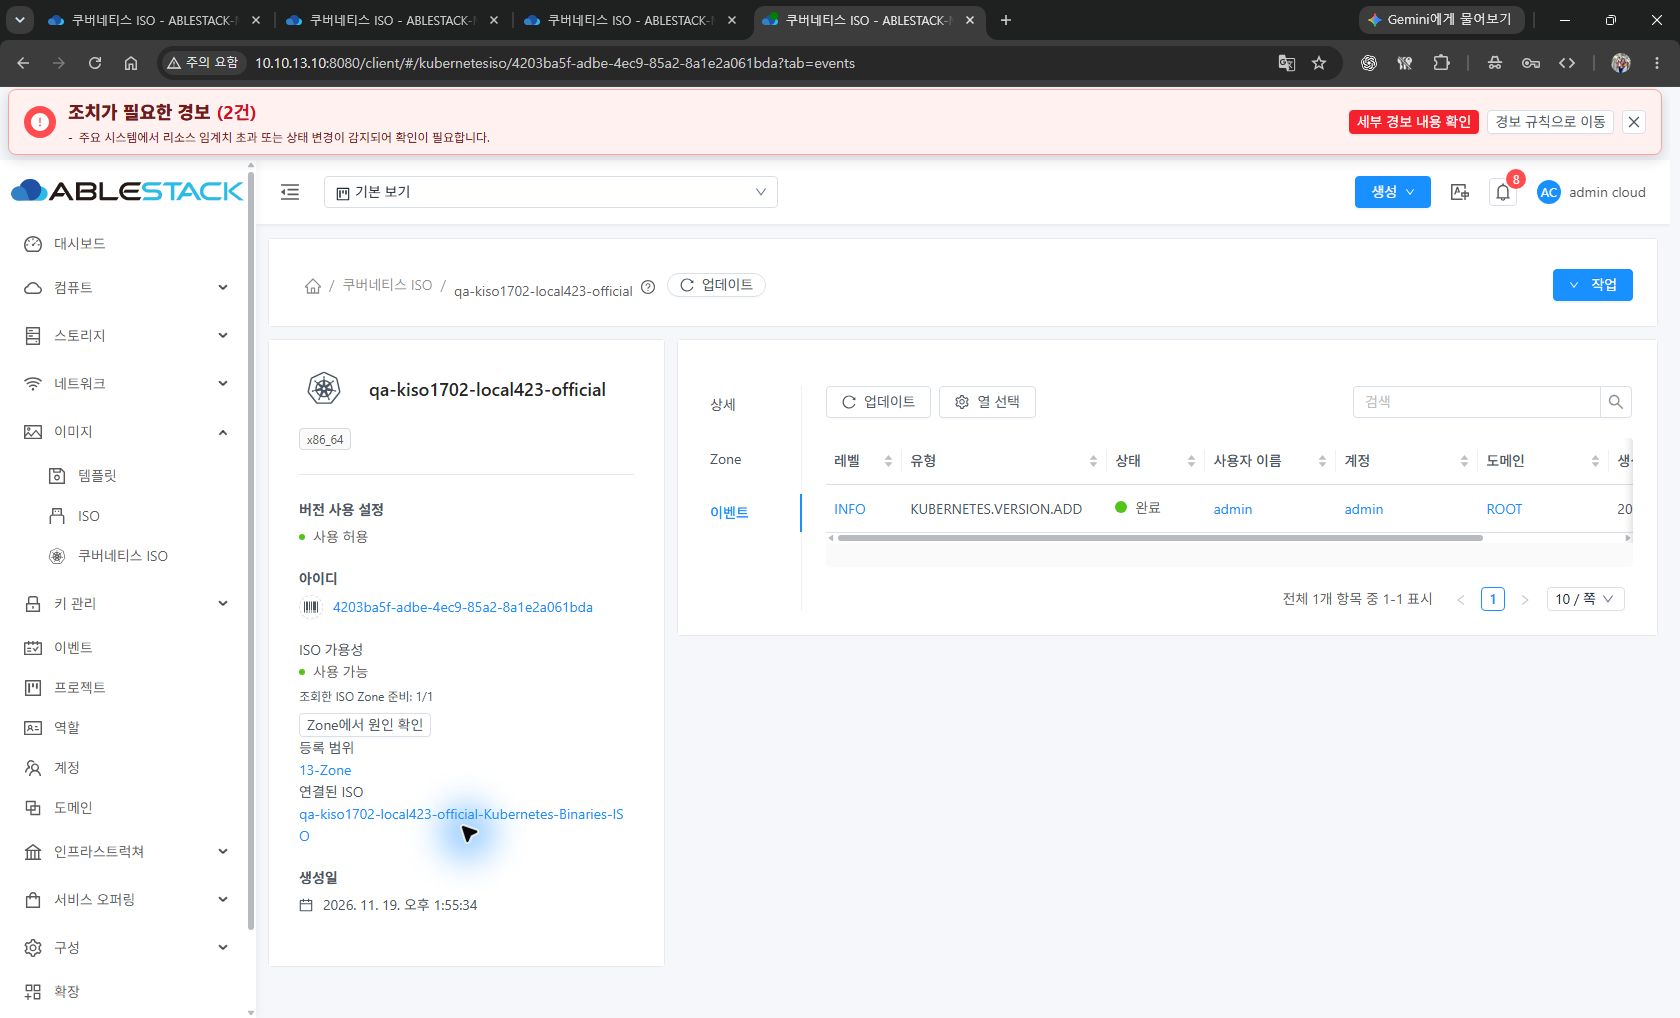 쿠버네티스 ISO - ABLESTACK-
쿠버네티스 ISO - ABLESTACK-
쿠버네티스 ISO - ABLESTACK-
쿠버네티스 ISO - ABLESTACK-
Gemini에게 물어보기
주의 요함
10.10.13.10:8080/client/#/kubernetesiso/4203ba5f-adbe-4ec9-85a2-8a1e2a061bda?tab=events
조치가 필요한 경보 (2건)
- 주요 시스템에서 리소스 임계치 초과 또는 상태 변경이 감지되어 확인이 필요합니다.
세부 경보 내용 확인
경보 규칙으로 이동
ABLESTACK
기본 보기
생성
8
AC
admin cloud
대시보드
컴퓨트
스토리지
네트워크
이미지
템플릿
ISO
쿠버네티스 ISO
키 관리
이벤트
프로젝트
역할
계정
도메인
인프라스트럭쳐
서비스 오퍼링
구성
확장
/ 쿠버네티스 ISO / qa-kiso1702-local423-official
업데이트
작업
qa-kiso1702-local423-official
x86_64
버전 사용 설정
사용 허용
아이디
4203ba5f-adbe-4ec9-85a2-8a1e2a061bda
ISO 가용성
사용 가능
조회한 ISO Zone 준비: 1/1
Zone에서 원인 확인
등록 범위
13-Zone
연결된 ISO
qa-kiso1702-local423-official-Kubernetes-Binaries-IS
O
생성일
2026. 11. 19. 오후 1:55:34
상세
Zone
이벤트
업데이트
열 선택
검색
레벨 유형 상태 사용자 이름 계정 도메인
INFO KUBERNETES.VERSION.ADD 완료 admin admin ROOT 20
전체 1개 항목 중 1-1 표시
< 1 >
10 / 쪽